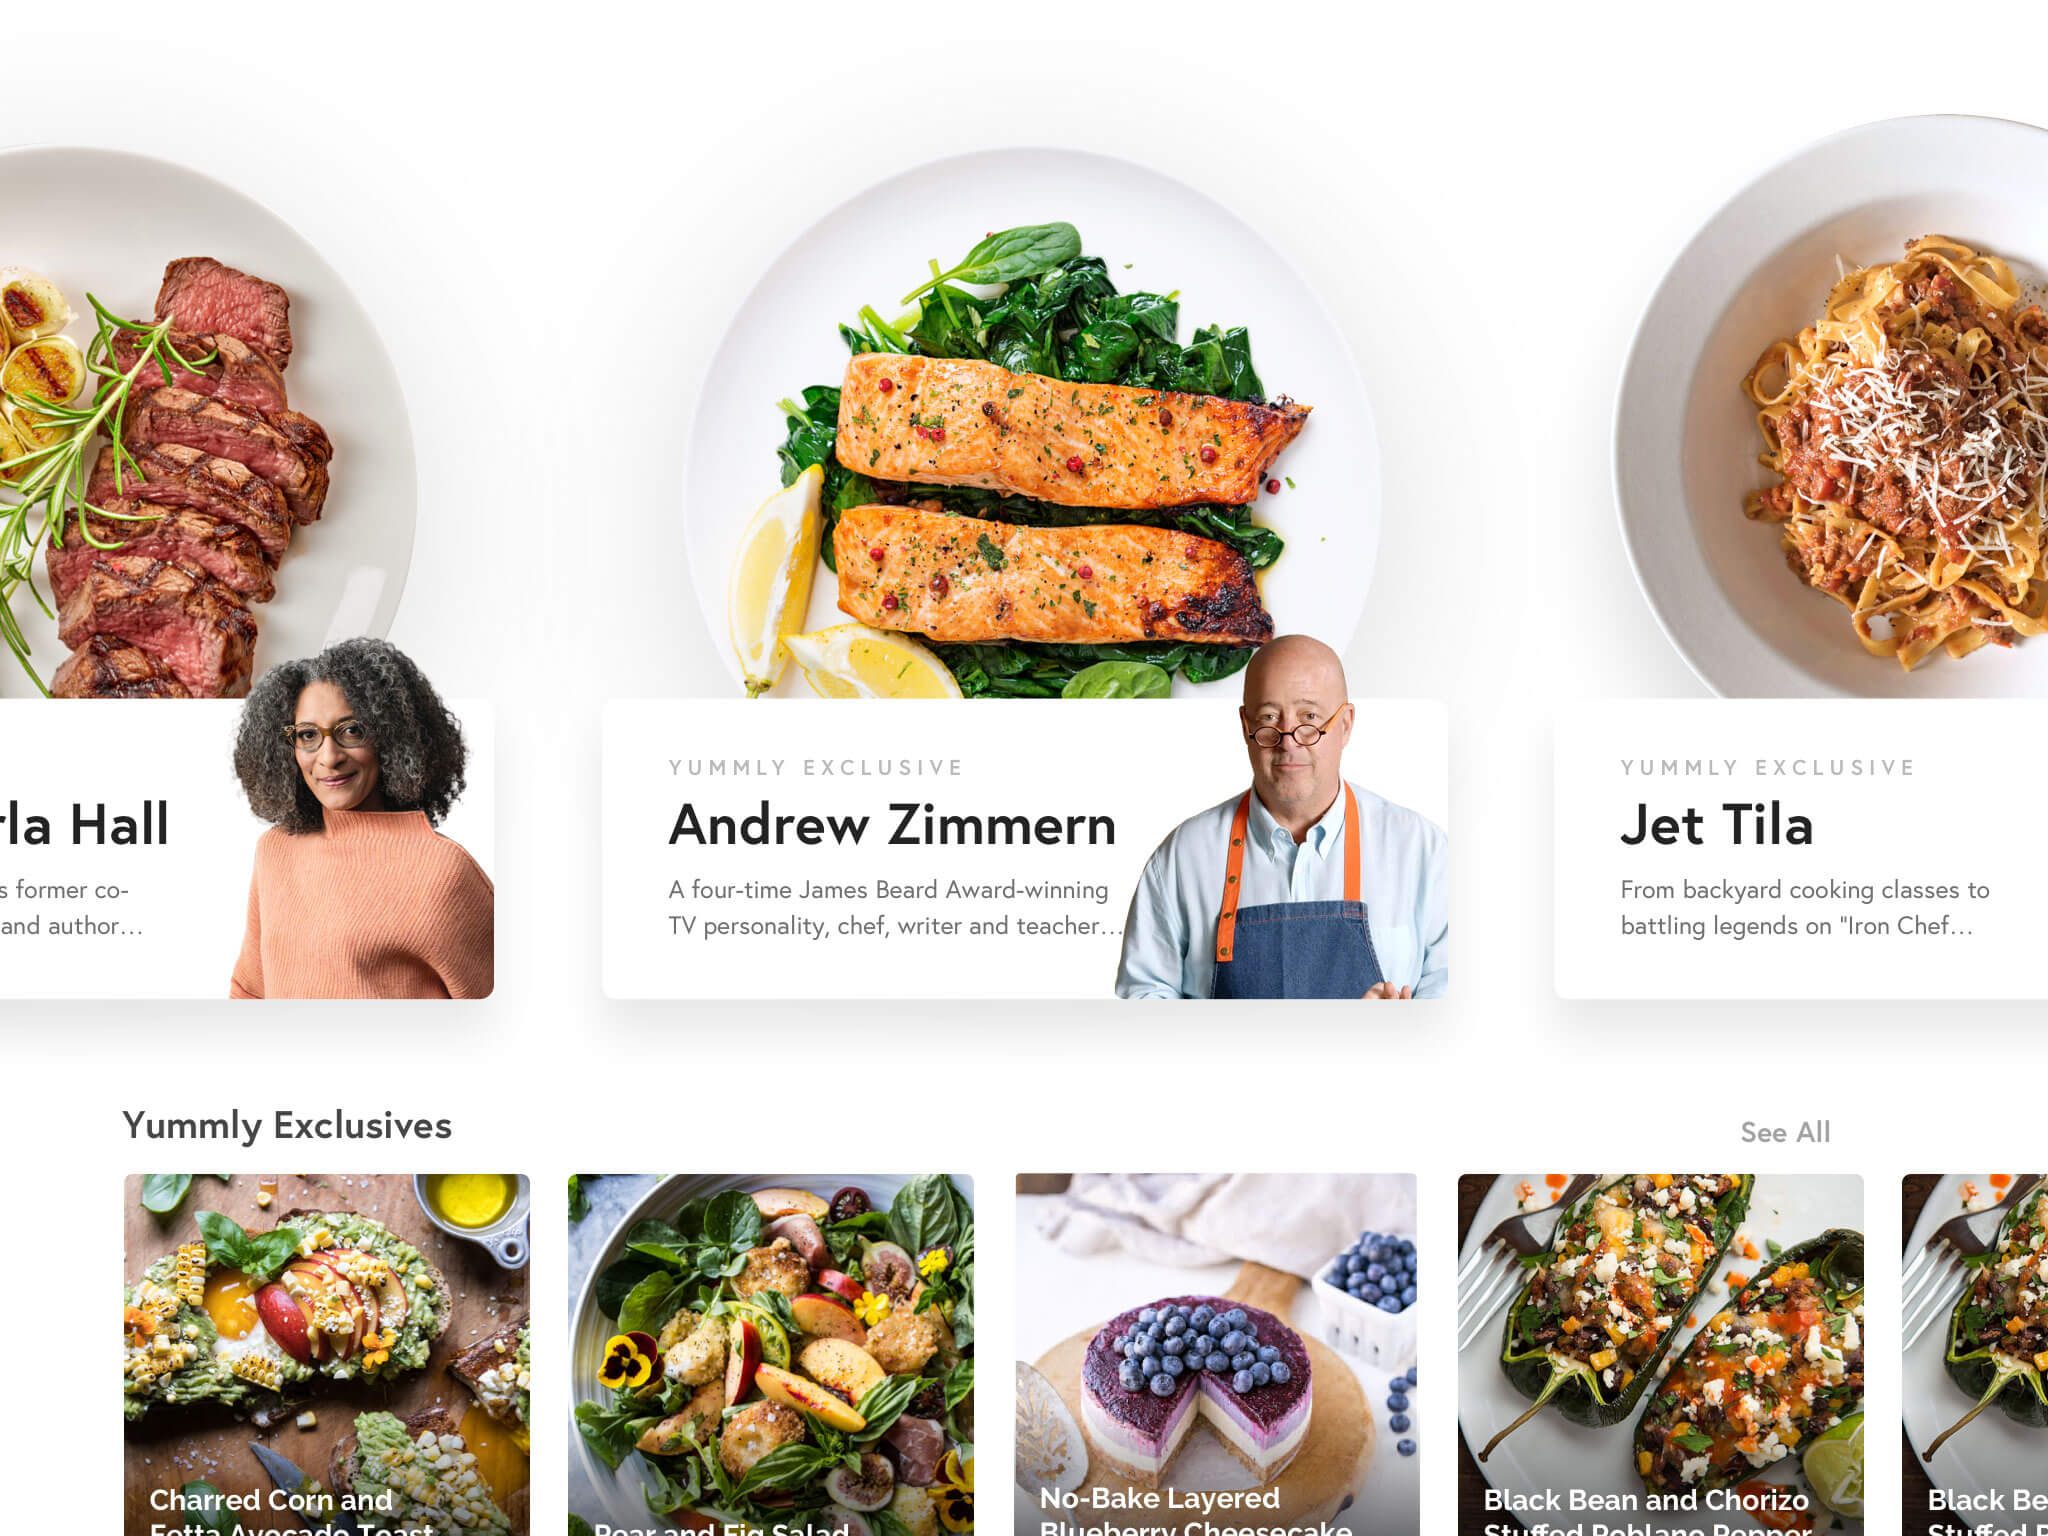 rla Hall
s former co-
and author...
YUMMLY EXCLUSIVE
Andrew Zimmern
A four-time James Beard Award-winning
TV personality, chef, writer and teacher...
YUMMLY EXCLUSIVE
Jet Tila
From backyard cooking classes to
battling legends on "Iron Chef...
Yummly Exclusives
See All
Charred Corn and
Fetta Avocado Toast
Pear and Fig Salad
No-Bake Layered
Blueberry Cheesecake
Black Bean and Chorizo
Stuffed Poblano Pepper
Black Be
Stuffed P